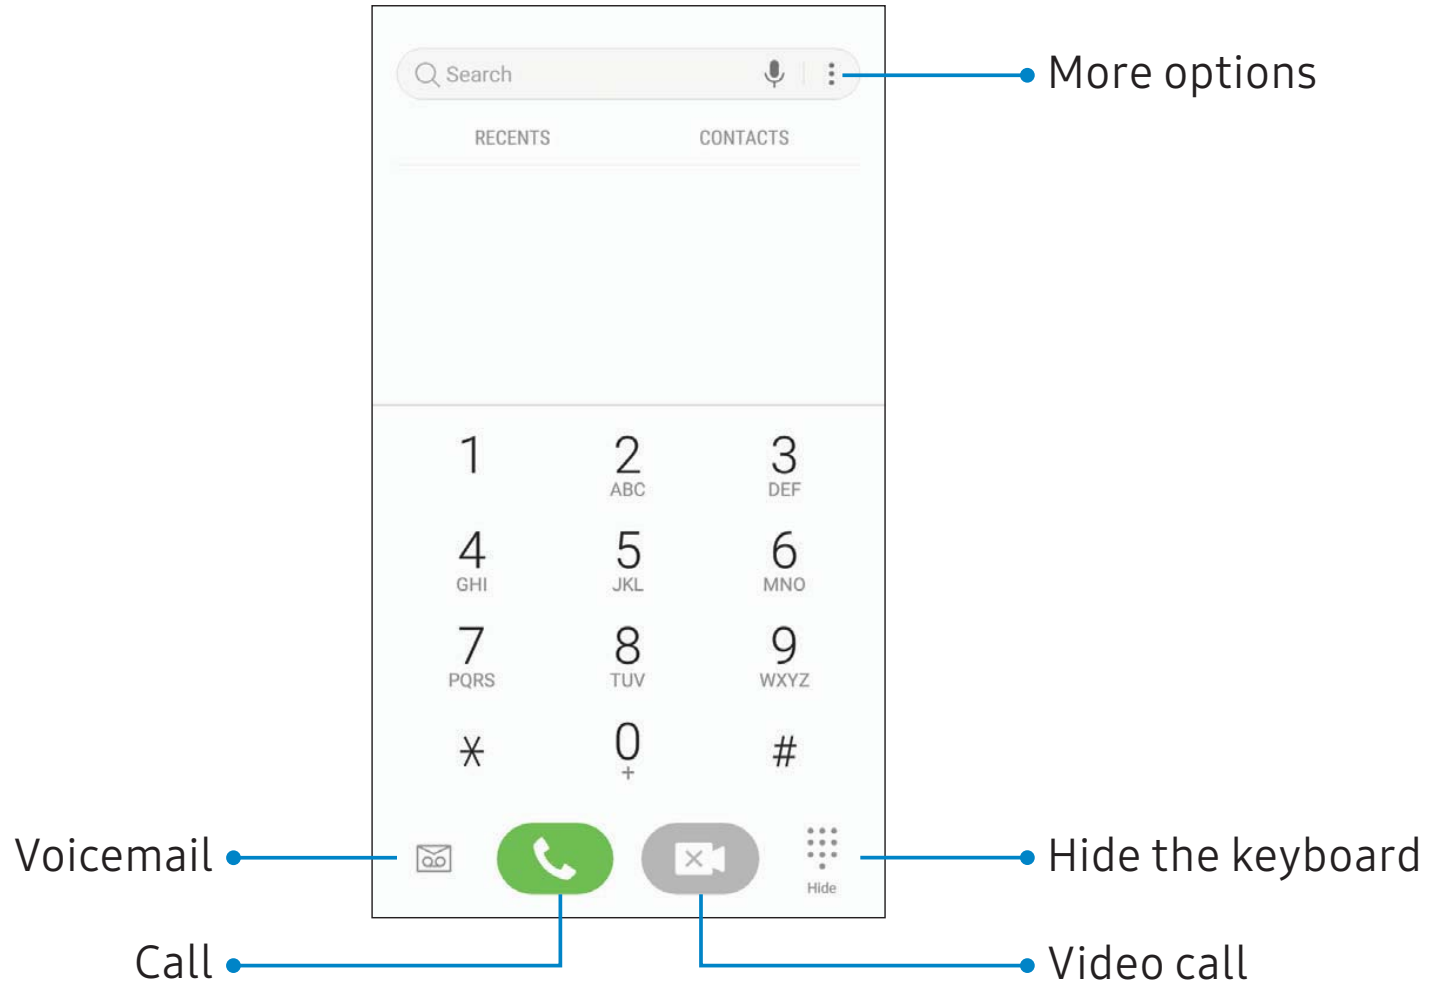 Search
More options
RECENTS CONTACTS
1 2 3
ABC DEF
4 5 6
GHI JKL MNO
7 8 9
PQRS TUV WXYZ
* 0 #
+
Voicemail
Hide the keyboard
Hide
Call
Video call